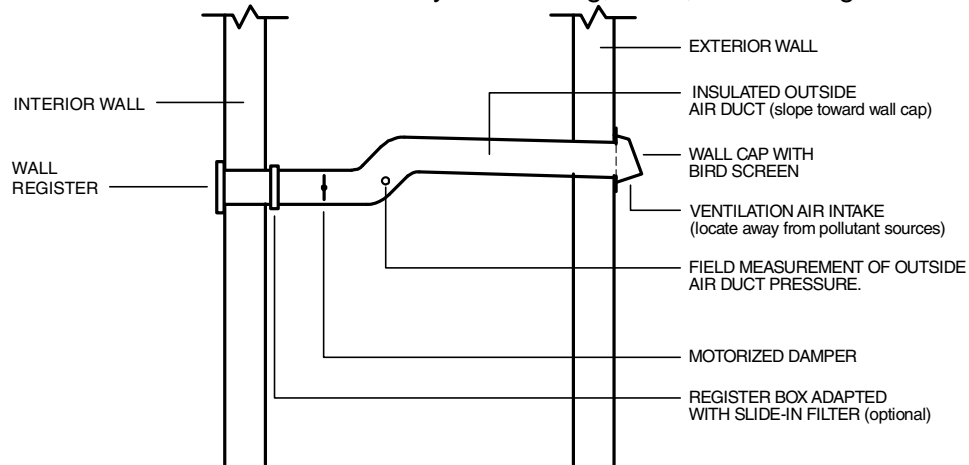 EXTERIOR WALL
INSULATED OUTSIDE
AIR DUCT (slope toward wall cap)
INTERIOR WALL
WALL
REGISTER
WALL CAP WITH
BIRD SCREEN
VENTILATION AIR INTAKE
(locate away from pollutant sources)
FIELD MEASUREMENT OF OUTSIDE
AIR DUCT PRESSURE.
MOTORIZED DAMPER
REGISTER BOX ADAPTED
WITH SLIDE-IN FILTER (optional)